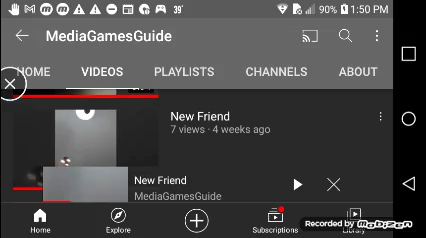 39°
90% 1:50 PM
MediaGamesGuide
HOME VIDEOS PLAYLISTS CHANNELS ABOUT
New Friend
7 views · 4 weeks ago
New Friend
MediaGamesGuide
Home Explore Subscriptions Library
Recorded by
Mobizen